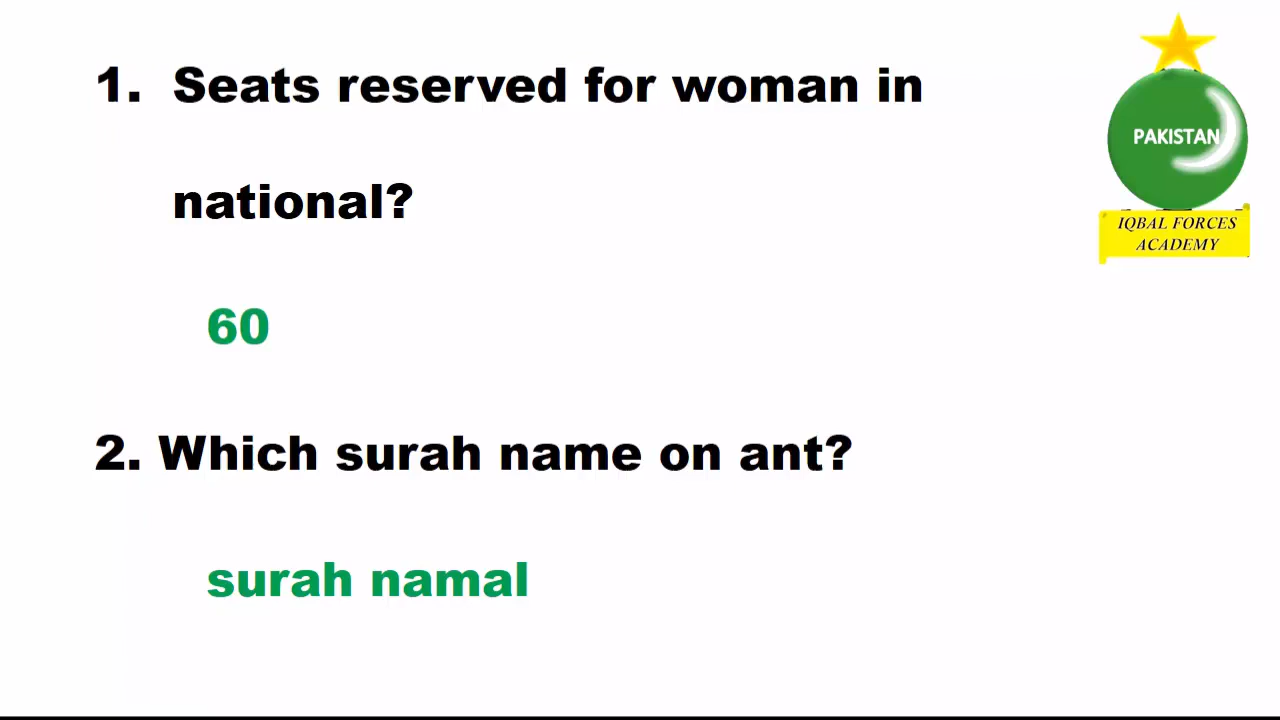 1. Seats reserved for woman in
national?
60
2. Which surah name on ant?
surah namal
PAKISTAN
IQBAL FORCES
ACADEMY